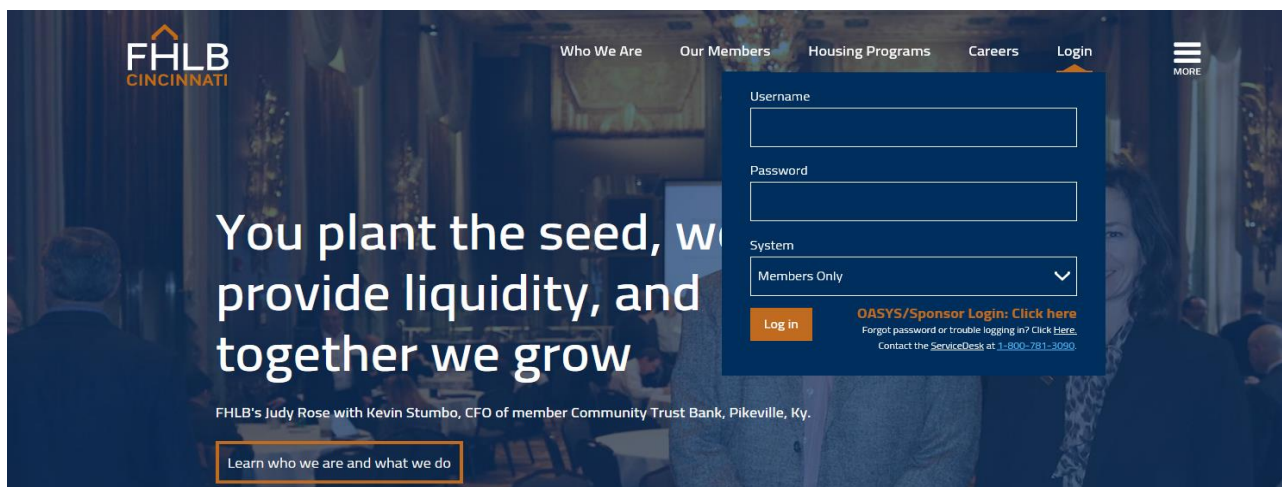 FHLB
CINCINNATI
Who We Are
Our Members
Housing Programs
Careers
Login
MORE
Username
Password
System
Members Only
Log in
OASYS/Sponsor Login: Click here
Forgot password or trouble logging in? Click Here.
Contact the ServiceDesk at 1-800-781-3090.
You plant the seed, we
provide liquidity, and
together we grow
FHLB's Judy Rose with Kevin Stumbo, CFO of member Community Trust Bank, Pikeville, Ky.
Learn who we are and what we do